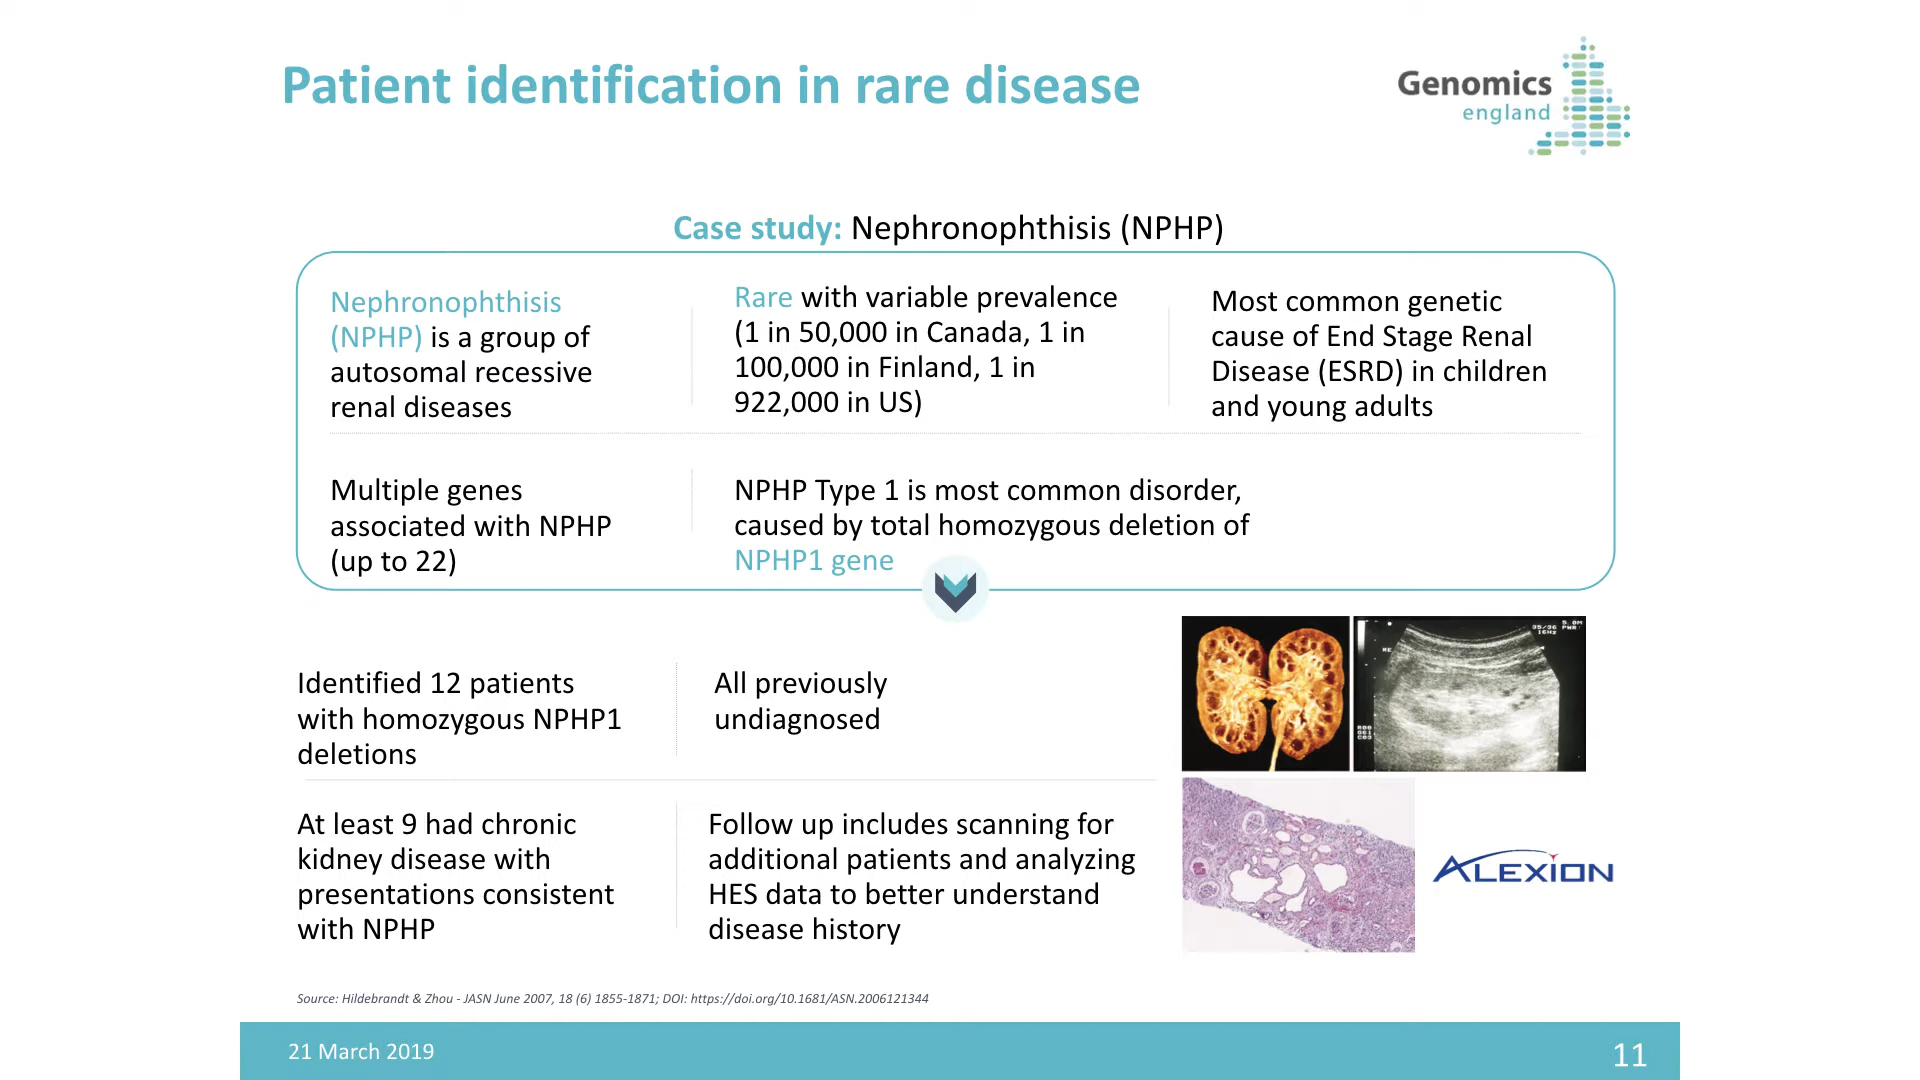 Patient identification in rare disease
Genomics
england
Case study: Nephronophthisis (NPHP)
Nephronophthisis
(NPHP) is a group of
autosomal recessive
renal diseases
Rare with variable prevalence
(1 in 50,000 in Canada, 1 in
100,000 in Finland, 1 in
922,000 in US)
Most common genetic
cause of End Stage Renal
Disease (ESRD) in children
and young adults
Multiple genes
associated with NPHP
(up to 22)
NPHP Type 1 is most common disorder,
caused by total homozygous deletion of
NPHP1 gene
Identified 12 patients
with homozygous NPHP1
deletions
All previously
undiagnosed
At least 9 had chronic
kidney disease with
presentations consistent
with NPHP
Follow up includes scanning for
additional patients and analyzing
HES data to better understand
disease history
ALEXION
Source: Hildebrandt & Zhou - JASN June 2007, 18 (6) 1855-1871; DOI: https://doi.org/10.1681/ASN.2006121344
21 March 2019
11